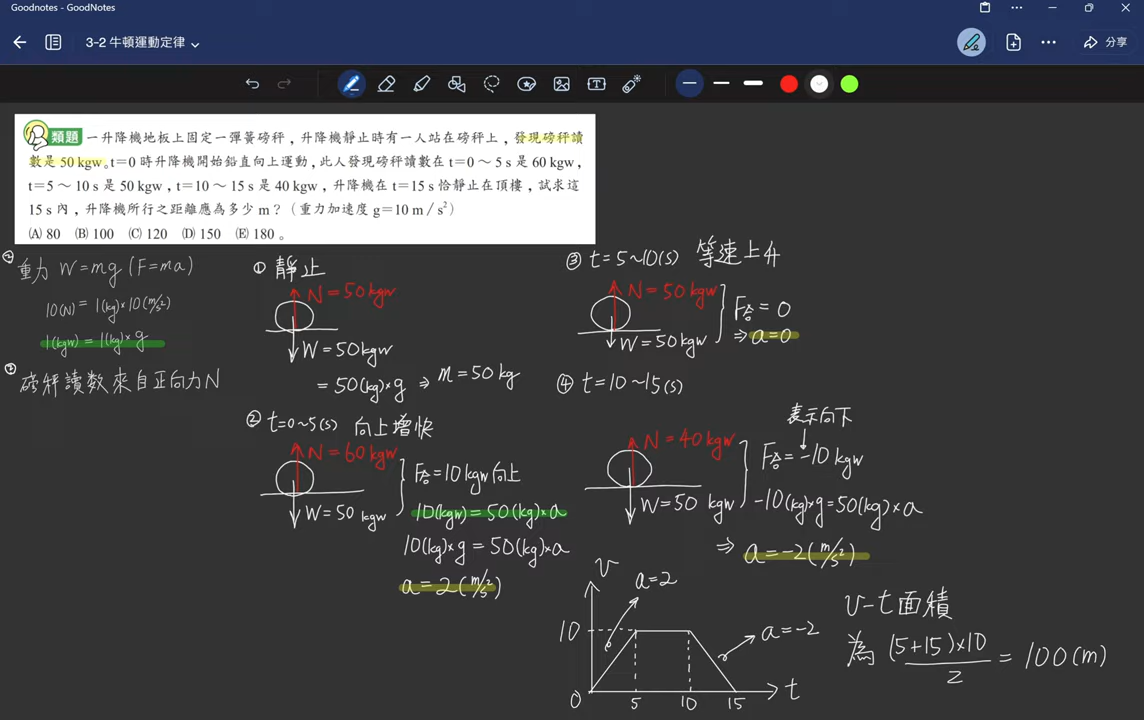 Goodnotes - GoodNotes
3-2 牛頓運動定律
分享
類題 一升降機地板上固定一彈簧磅秤，升降機靜止時有一人站在磅秤上，發現磅秤讀
數是 50 kgw。t＝0 時升降機開始鉛直向上運動，此人發現磅秤讀數在 t＝0～5 s 是 60 kgw，
t＝5～10 s 是 50 kgw，t＝10～15 s 是 40 kgw，升降機在 t＝15 s 恰靜止在頂樓，試求這
15 s 內，升降機所行之距離應為多少 m？（重力加速度 g＝10 m／s²）
(A) 80 (B) 100 (C) 120 (D) 150 (E) 180 。
重力 W=mg (F=ma)
10(N) = 1(kg)×10(m/s²)
1(kgw) = 1(kg)×g
磅秤讀数來自正向力N
① 靜止
N=50kgw
W=50kgw
=50(kg)×g ⇒ m=50 kg
② t=0~5(s) 向上增快
N=60kgw
W=50 kgw
F合=10kgw向上
10(kgw)=50(kg)×a
10(kg)×g=50(kg)×a
a=2(m/s²)
③ t=5~10(s) 等速上升
N=50kgw
W=50kgw
F合=0
⇒ a=0
④ t=10~15(s)
N=40kgw
W=50 kgw
表示向下
F合=-10kgw
-10(kg)×g=50(kg)×a
⇒ a=-2(m/s²)
V
a=2
10
a=-2
0 5 10 15 t
v-t面積
為 (5+15)×10/2 = 100(m)